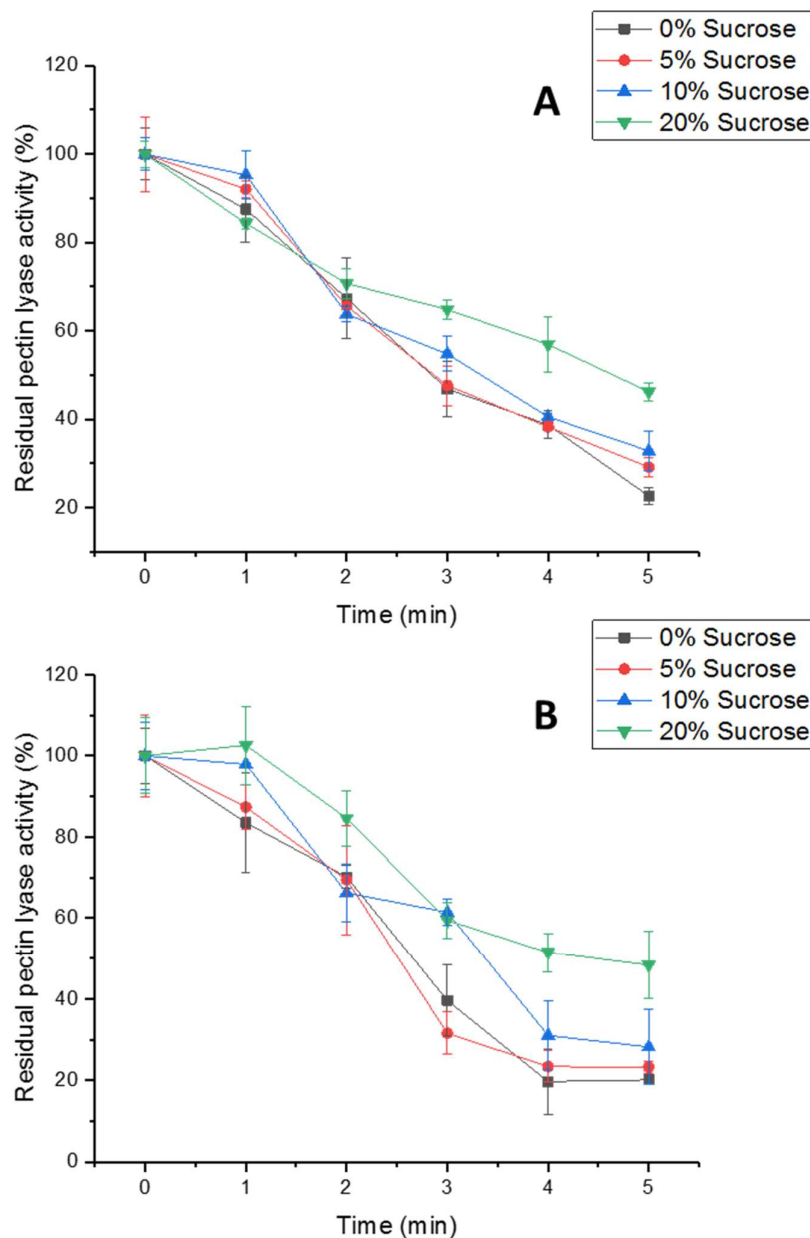 0% Sucrose
5% Sucrose
10% Sucrose
20% Sucrose
A
Residual pectin lyase activity (%)
120
100
80
60
40
20
0 1 2 3 4 5
Time (min)
0% Sucrose
5% Sucrose
10% Sucrose
20% Sucrose
B
Residual pectin lyase activity (%)
120
100
80
60
40
20
0
0 1 2 3 4 5
Time (min)